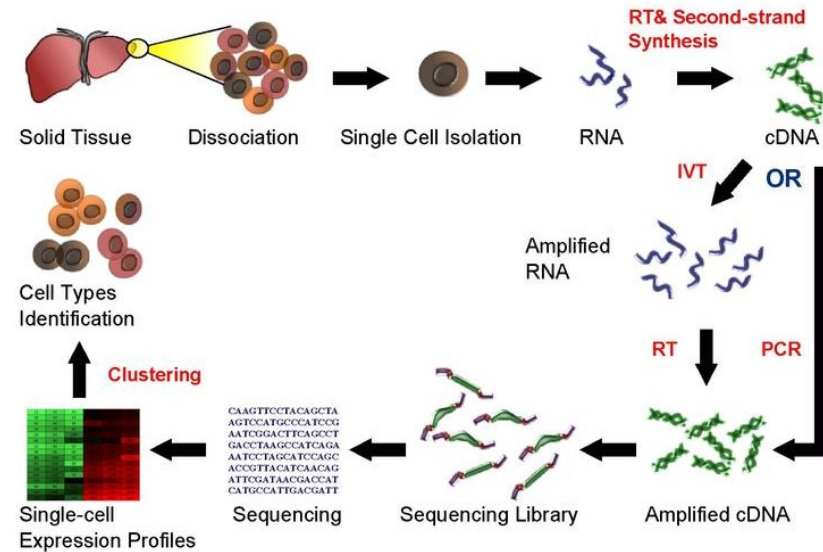 RT& Second-strand
Synthesis
Solid Tissue
Dissociation
Single Cell Isolation
RNA
cDNA
IVT
OR
Amplified
RNA
Cell Types
Identification
RT
PCR
Clustering
CAAGTTCCTACAGCTA
AGTCCATGCCCATCCG
AATCGGACTTCAGCCT
GACCTAAGCCATCAGA
AATCCTAGCATCCAGC
ACCGTTACATCAACAG
ATTCGATAACGACCAT
CATGCCATTGACGATT
Single-cell
Expression Profiles
Sequencing
Sequencing Library
Amplified cDNA